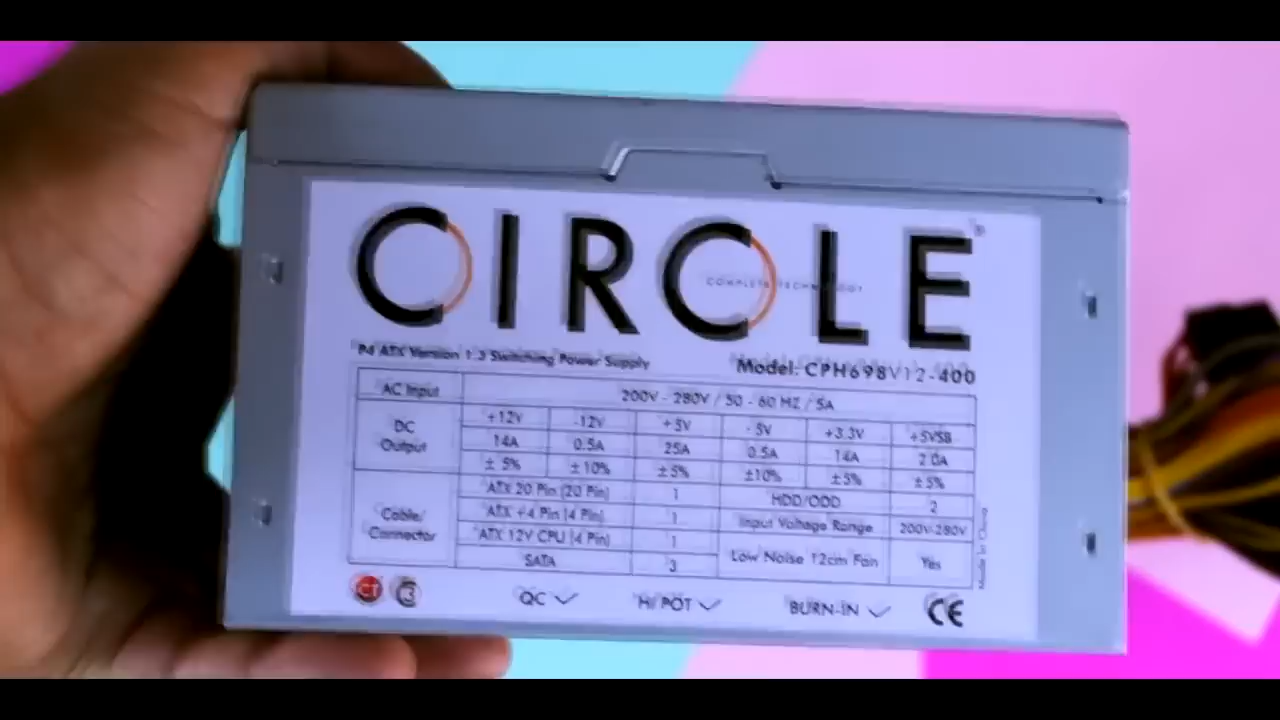 CIRCLE®
COMPLETE TECHNOLOGY
P4 ATX Version 1.3 Switching Power Supply
Model: CPH698V12-400
AC Input 200V - 280V / 50 - 60 HZ / 5A
DC Output
+12V -12V +5V -5V +3.3V +5VSB
14A 0.5A 25A 0.5A 14A 2.0A
±5% ±10% ±5% ±10% ±5% ±5%
Cable/
Connector
ATX 20 Pin (20 Pin) 1 HDD/ODD 2
ATX +4 Pin (4 Pin) 1 Input Voltage Range 200V-280V
ATX 12V CPU (4 Pin) 1 Low Noise 12cm Fan Yes
SATA 3
CT
QC HI POT BURN-IN CE